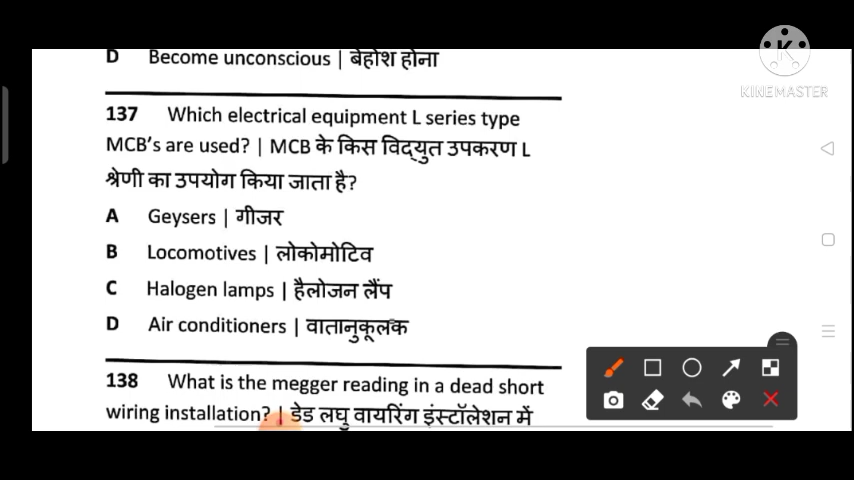 D Become unconscious | बेहोश होना
KINEMASTER
137 Which electrical equipment L series type
MCB's are used? | MCB के किस विद्युत उपकरण L
श्रेणी का उपयोग किया जाता है?
A Geysers | गीजर
B Locomotives | लोकोमोटिव
C Halogen lamps | हैलोजन लैंप
D Air conditioners | वातानुकूलक
138 What is the megger reading in a dead short
wiring installation? | डेड लघु वायरिंग इंस्टॉलेशन में